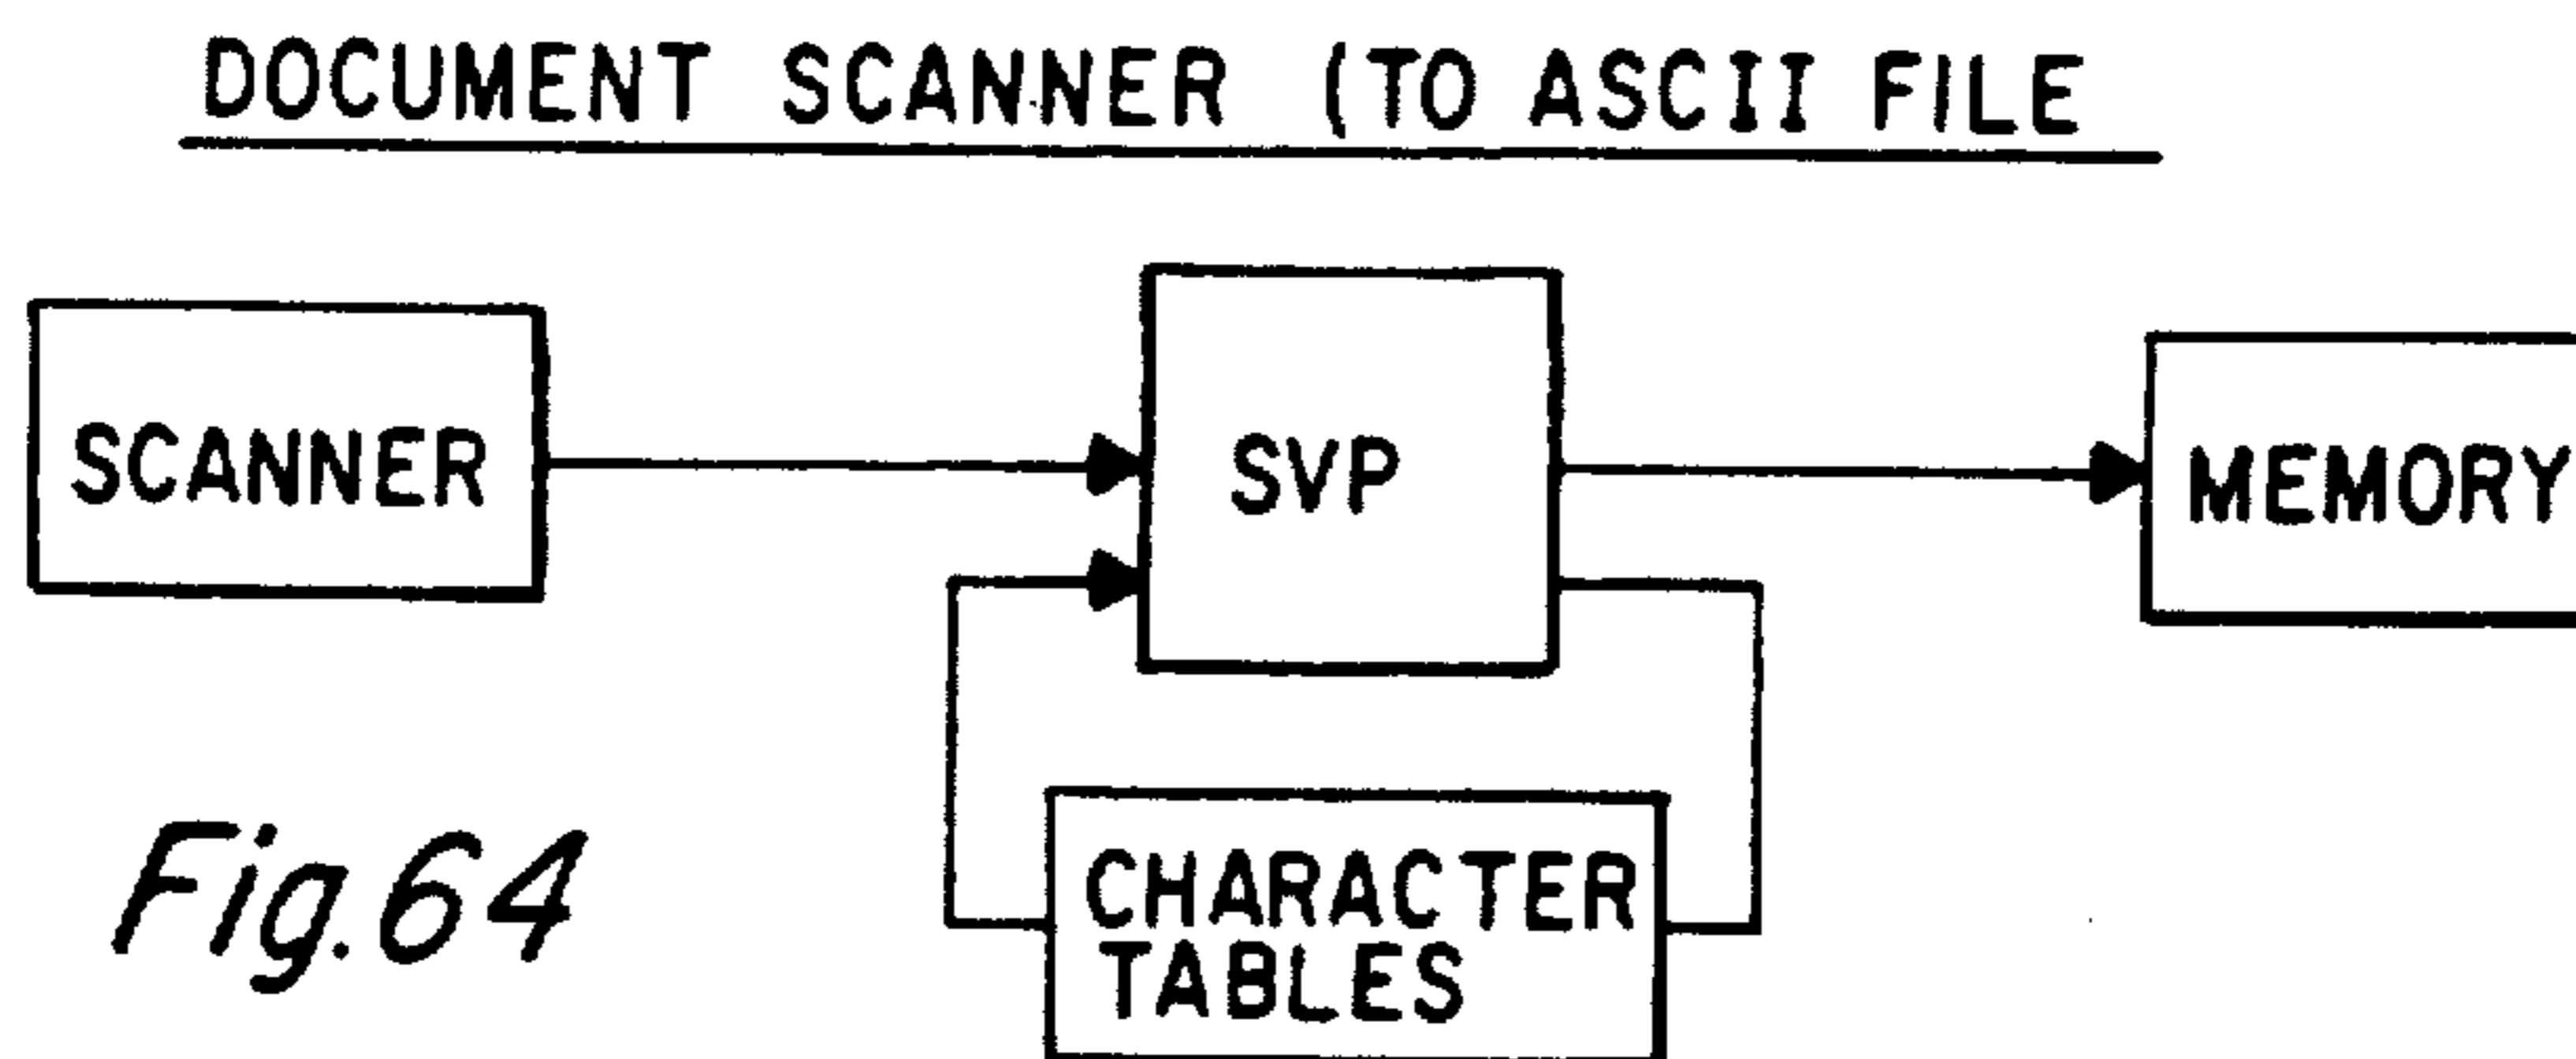 DOCUMENT SCANNER (TO ASCII FILE
SCANNER
SVP
MEMORY
CHARACTER
TABLES
Fig.64